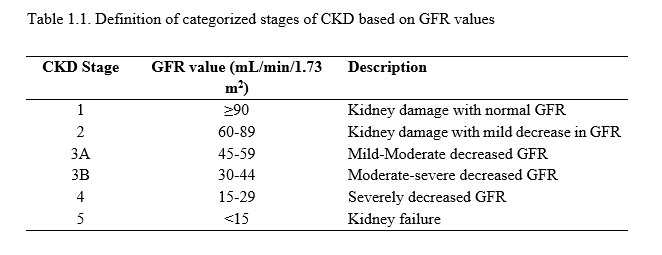 Table 1.1. Definition of categorized stages of CKD based on GFR values
CKD Stage GFR value (mL/min/1.73 m²) Description
1 ≥90 Kidney damage with normal GFR
2 60-89 Kidney damage with mild decrease in GFR
3A 45-59 Mild-Moderate decreased GFR
3B 30-44 Moderate-severe decreased GFR
4 15-29 Severely decreased GFR
5 <15 Kidney failure